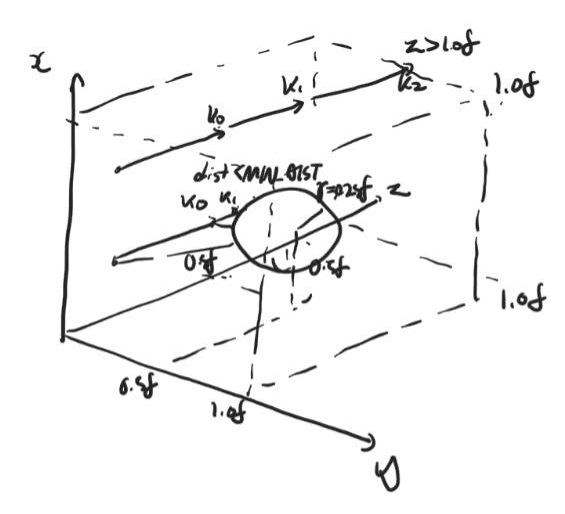 x
z>1.0f
k0
k1
k2
1.0f
dist<MIN_DIST
k0
k1
r=0.25f
z
0.5f
0.5f
1.0f
0.5f
1.0f
y